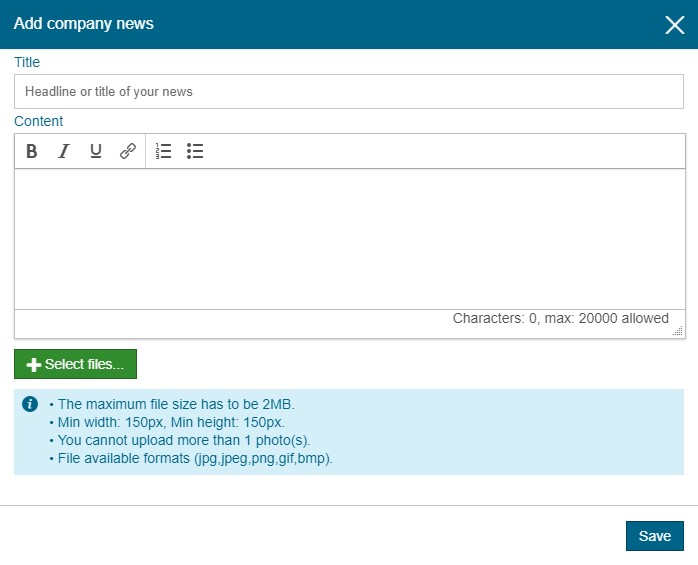 Add company news
Title
Headline or title of your news
Content
B I U
Characters: 0, max: 20000 allowed
Select files...
• The maximum file size has to be 2MB.
• Min width: 150px, Min height: 150px.
• You cannot upload more than 1 photo(s).
• File available formats (jpg,jpeg,png,gif,bmp).
Save